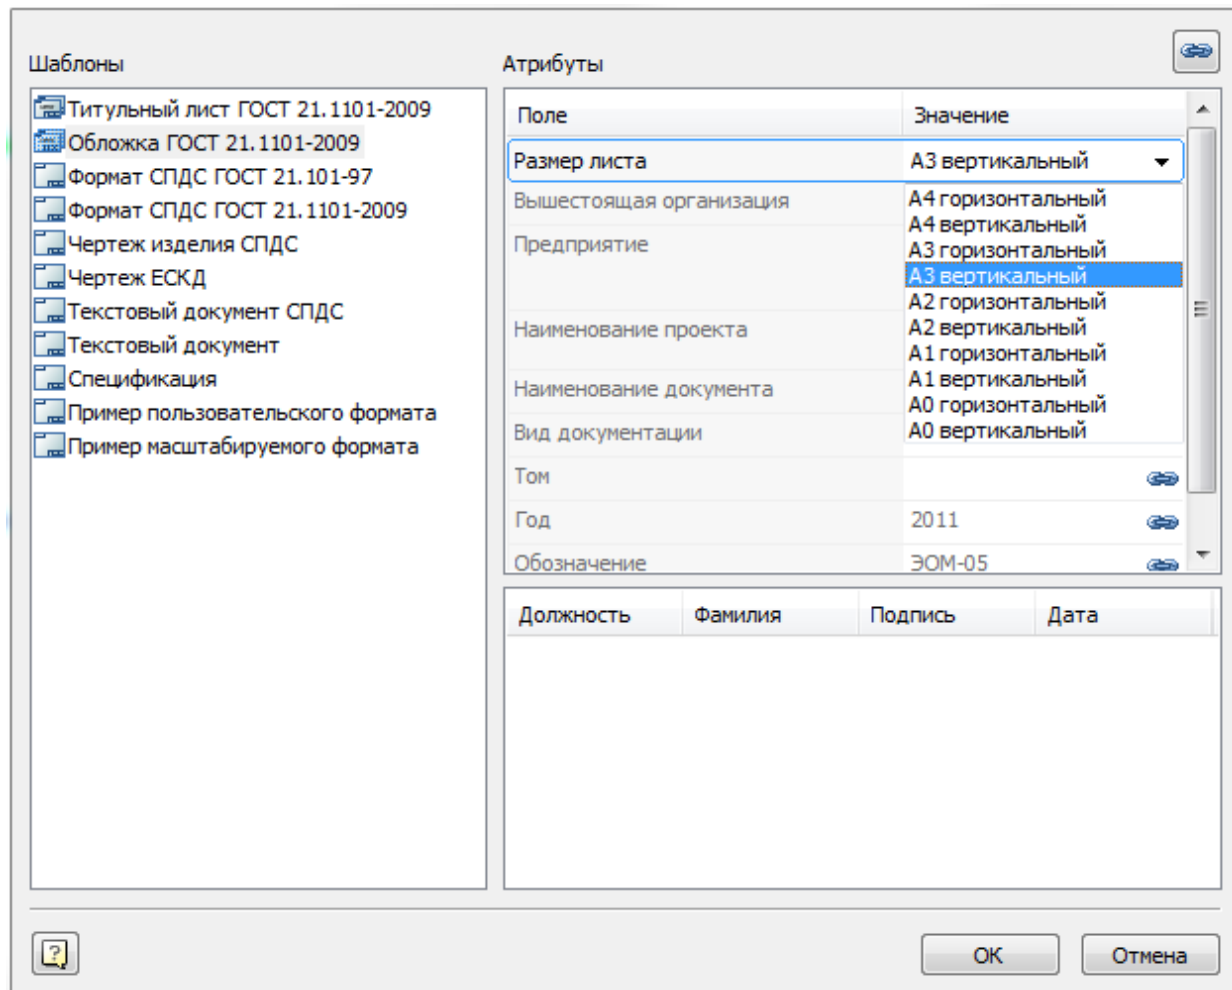 Шаблоны
Атрибуты
Титульный лист ГОСТ 21.1101-2009
Обложка ГОСТ 21.1101-2009
Формат СПДС ГОСТ 21.101-97
Формат СПДС ГОСТ 21.1101-2009
Чертеж изделия СПДС
Чертеж ЕСКД
Текстовый документ СПДС
Текстовый документ
Спецификация
Пример пользовательского формата
Пример масштабируемого формата
Поле Значение
Размер листа А3 вертикальный
Вышестоящая организация
Предприятие
Наименование проекта
Наименование документа
Вид документации
А4 горизонтальный
А4 вертикальный
А3 горизонтальный
А3 вертикальный
А2 горизонтальный
А2 вертикальный
А1 горизонтальный
А1 вертикальный
А0 горизонтальный
А0 вертикальный
Том
Год 2011
Обозначение ЭОМ-05
Должность Фамилия Подпись Дата
?
ОК Отмена